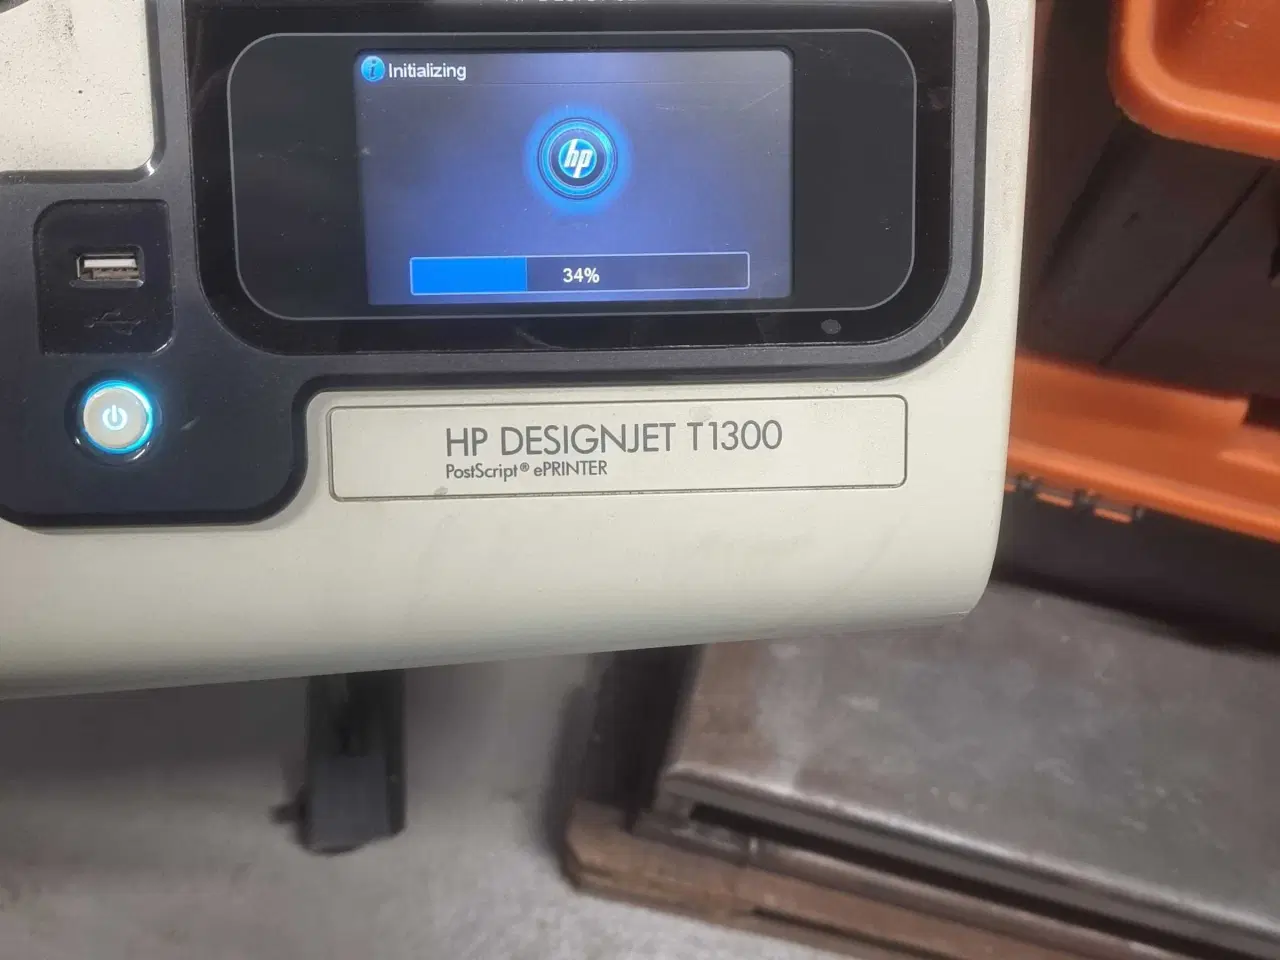 Initializing
hp
34%
HP DESIGNJET T1300
PostScript® ePRINTER